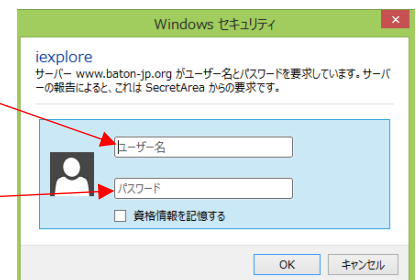 Windows セキュリティ
iexplore
サーバー www.baton-jp.org がユーザー名とパスワードを要求しています。サーバ
ーの報告によると、これは SecretArea からの要求です。
ユーザー名
パスワード
資格情報を記憶する
OK
キャンセル